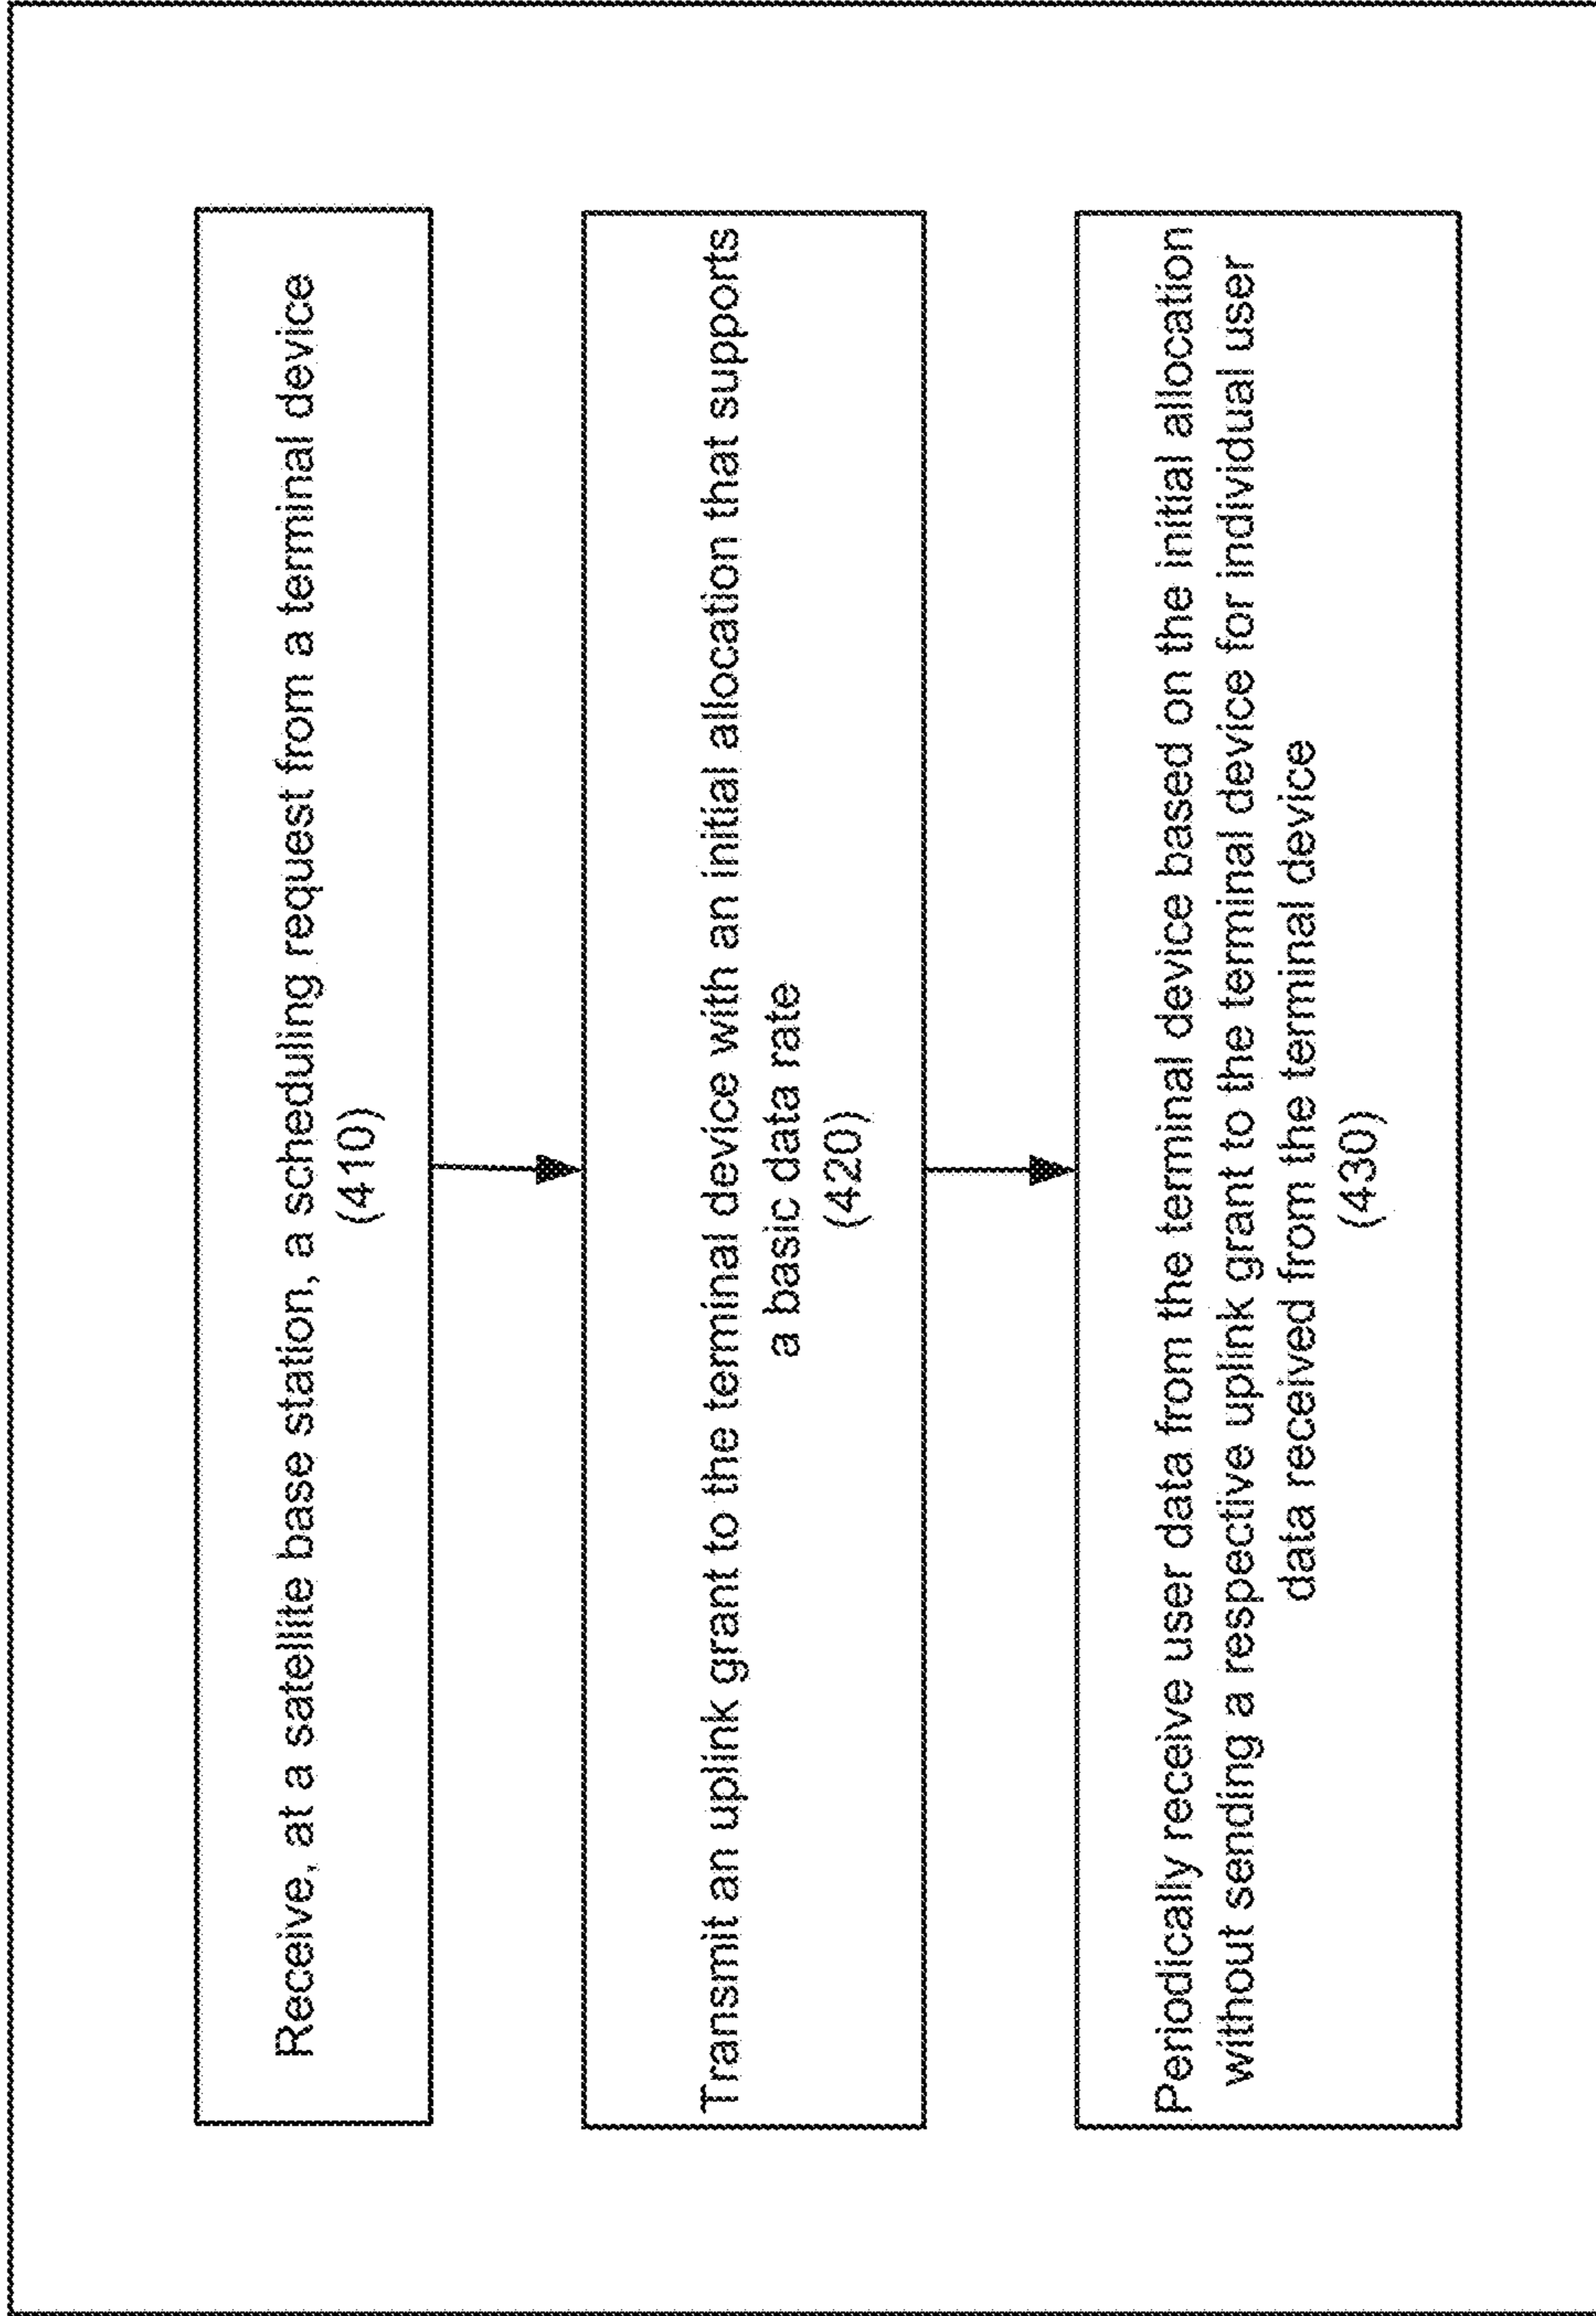 Receive, at a satellite base station, a scheduling request from a terminal device
(410)
Transmit an uplink grant to the terminal device with an initial allocation that supports
a basic data rate
(420)
Periodically receive user data from the terminal device based on the initial allocation
without sending a respective uplink grant to the terminal device for individual user
data received from the terminal device
(430)